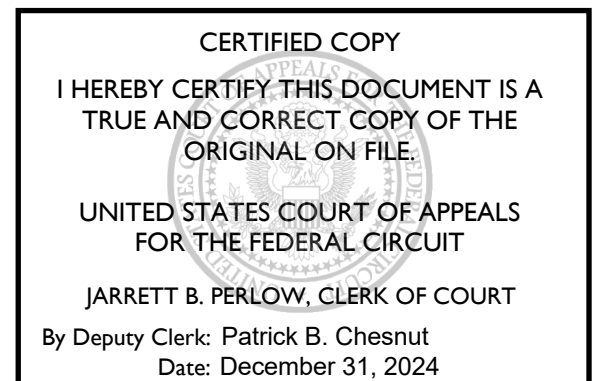 CERTIFIED COPY
I HEREBY CERTIFY THIS DOCUMENT IS A
TRUE AND CORRECT COPY OF THE
ORIGINAL ON FILE.
UNITED STATES COURT OF APPEALS
FOR THE FEDERAL CIRCUIT
JARRETT B. PERLOW, CLERK OF COURT
By Deputy Clerk: Patrick B. Chesnut
Date: December 31, 2024